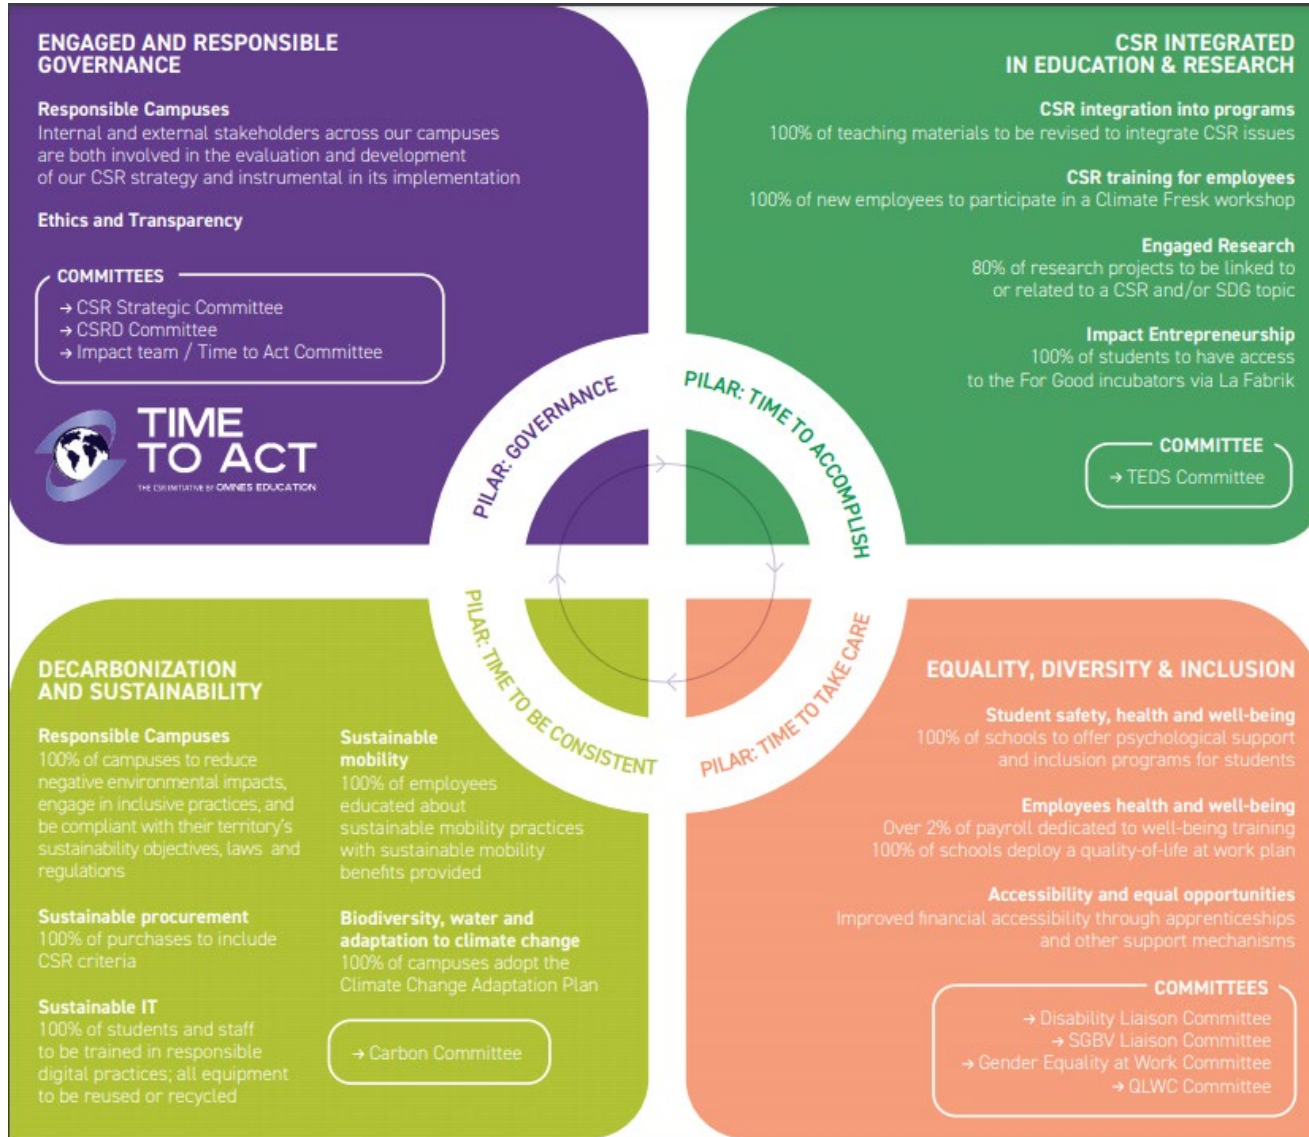 ENGAGED AND RESPONSIBLE
GOVERNANCE
Responsible Campuses
Internal and external stakeholders across our campuses
are both involved in the evaluation and development
of our CSR strategy and instrumental in its implementation
Ethics and Transparency
COMMITTEES
→ CSR Strategic Committee
→ CSRD Committee
→ Impact team / Time to Act Committee
TIME
TO ACT
THE CSR INITIATIVE BY OMNES EDUCATION
CSR INTEGRATED
IN EDUCATION & RESEARCH
CSR integration into programs
100% of teaching materials to be revised to integrate CSR issues
CSR training for employees
100% of new employees to participate in a Climate Fresk workshop
Engaged Research
80% of research projects to be linked to
or related to a CSR and/or SDG topic
Impact Entrepreneurship
100% of students to have access
to the For Good incubators via La Fabrik
COMMITTEE
→ TEDS Committee
PILAR: GOVERNANCE
PILAR: TIME TO ACCOMPLISH
PILAR: TIME TO BE CONSISTENT
PILAR: TIME TO TAKE CARE
DECARBONIZATION
AND SUSTAINABILITY
Responsible Campuses
100% of campuses to reduce
negative environmental impacts,
engage in inclusive practices, and
be compliant with their territory's
sustainability objectives, laws and
regulations
Sustainable procurement
100% of purchases to include
CSR criteria
Sustainable IT
100% of students and staff
to be trained in responsible
digital practices; all equipment
to be reused or recycled
Sustainable
mobility
100% of employees
educated about
sustainable mobility practices
with sustainable mobility
benefits provided
Biodiversity, water and
adaptation to climate change
100% of campuses adopt the
Climate Change Adaptation Plan
→ Carbon Committee
EQUALITY, DIVERSITY & INCLUSION
Student safety, health and well-being
100% of schools to offer psychological support
and inclusion programs for students
Employees health and well-being
Over 2% of payroll dedicated to well-being training
100% of schools deploy a quality-of-life at work plan
Accessibility and equal opportunities
Improved financial accessibility through apprenticeships
and other support mechanisms
COMMITTEES
→ Disability Liaison Committee
→ SGBV Liaison Committee
→ Gender Equality at Work Committee
→ QLWC Committee